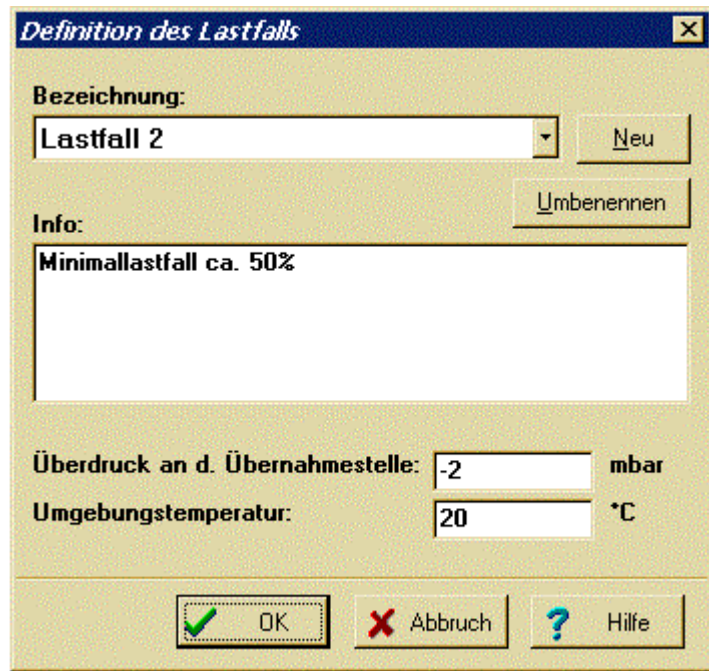 Definition des Lastfalls
Bezeichnung:
Lastfall 2
Neu
Umbenennen
Info:
Minimallastfall ca. 50%
Überdruck an d. Übernahmestelle: -2 mbar
Umgebungstemperatur: 20 °C
OK Abbruch ? Hilfe